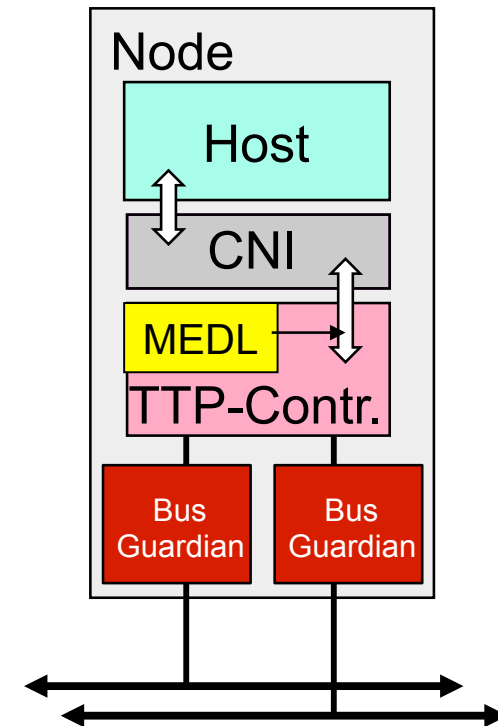 Node
Host
CNI
MEDL
TTP-Contr.
Bus
Guardian
Bus
Guardian